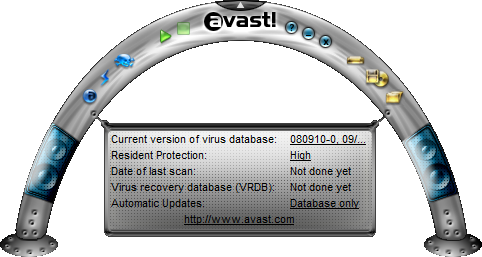 avast!
Current version of virus database: 080910-0, 09/...
Resident Protection: High
Date of last scan: Not done yet
Virus recovery database (VRDB): Not done yet
Automatic Updates: Database only
http://www.avast.com